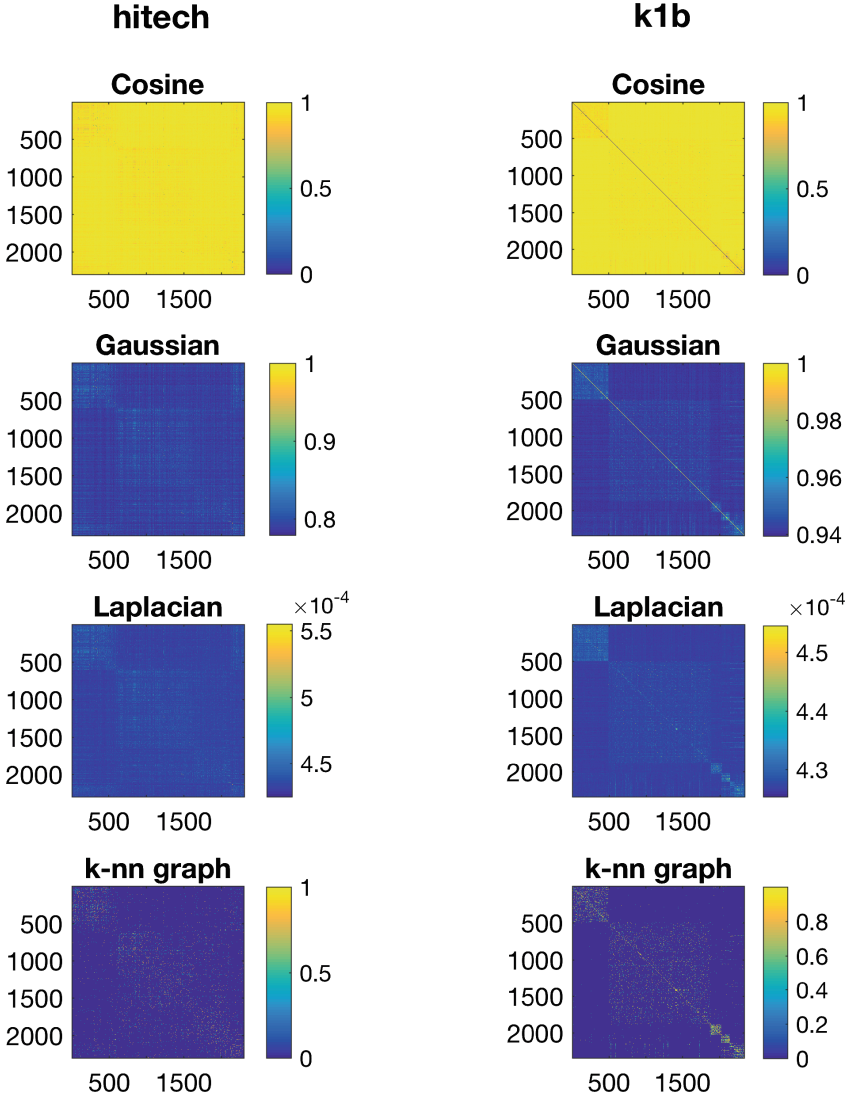 hitech k1b
Cosine Cosine
500 1000 1500 2000 500 1500 0 0.5 1
500 1000 1500 2000 500 1500 0 0.5 1
Gaussian Gaussian
500 1000 1500 2000 500 1500 0.8 0.9 1
500 1000 1500 2000 500 1500 0.94 0.96 0.98 1
Laplacian ×10-4 Laplacian ×10-4
500 1000 1500 2000 500 1500 4.5 5 5.5
500 1000 1500 2000 500 1500 4.3 4.4 4.5
k-nn graph k-nn graph
500 1000 1500 2000 500 1500 0 0.5 1
500 1000 1500 2000 500 1500 0 0.2 0.4 0.6 0.8